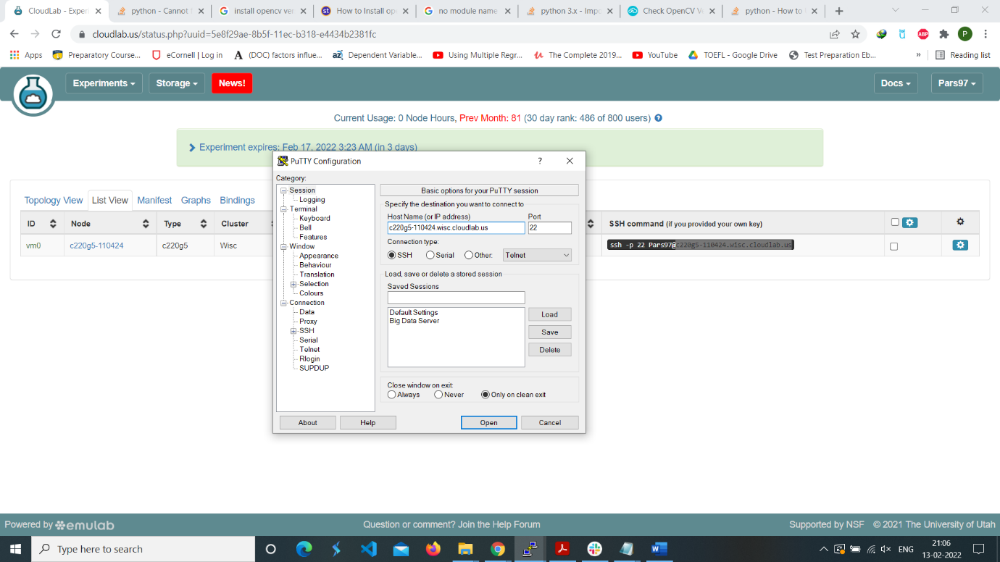 CloudLab - Exper
python - Cannot
install opencv ver
How to Install op
no module name
python 3.x - Impo
Check OpenCV Ve
python - How to
cloudlab.us/status.php?uuid=5e8f29ae-8b5f-11ec-b318-e4434b2381fc
ABP
P
Apps
Preparatory Course...
eCornell | Log in
A (DOC) factors influe...
az Dependent Variable...
Using Multiple Regr...
The Complete 2019...
YouTube
TOEFL - Google Drive
Test Preparation Eb...
»
Reading list
Experiments
Storage
News!
Docs
Pars97
Current Usage: 0 Node Hours, Prev Month: 81 (30 day rank: 486 of 800 users)
Experiment expires: Feb 17, 2022 3:23 AM (in 3 days)
Topology View List View Manifest Graphs Bindings
ID Node Type Cluster
SSH command (if you provided your own key)
vm0 c220g5-110424 c220g5 Wisc
ssh -p 22 Pars97@c220g5-110424.wisc.cloudlab.us
PuTTY Configuration
?
Category:
Session
Logging
Terminal
Keyboard
Bell
Features
Window
Appearance
Behaviour
Translation
Selection
Colours
Connection
Data
Proxy
SSH
Serial
Telnet
Rlogin
SUPDUP
Basic options for your PuTTY session
Specify the destination you want to connect to
Host Name (or IP address) Port
c220g5-110424.wisc.cloudlab.us 22
Connection type:
SSH Serial Other: Telnet
Load, save or delete a stored session
Saved Sessions
Default Settings
Big Data Server
Load
Save
Delete
Close window on exit:
Always Never Only on clean exit
About Help Open Cancel
Powered by emulab
Question or comment? Join the Help Forum
Supported by NSF © 2021 The University of Utah
Type here to search
ENG
21:06
13-02-2022